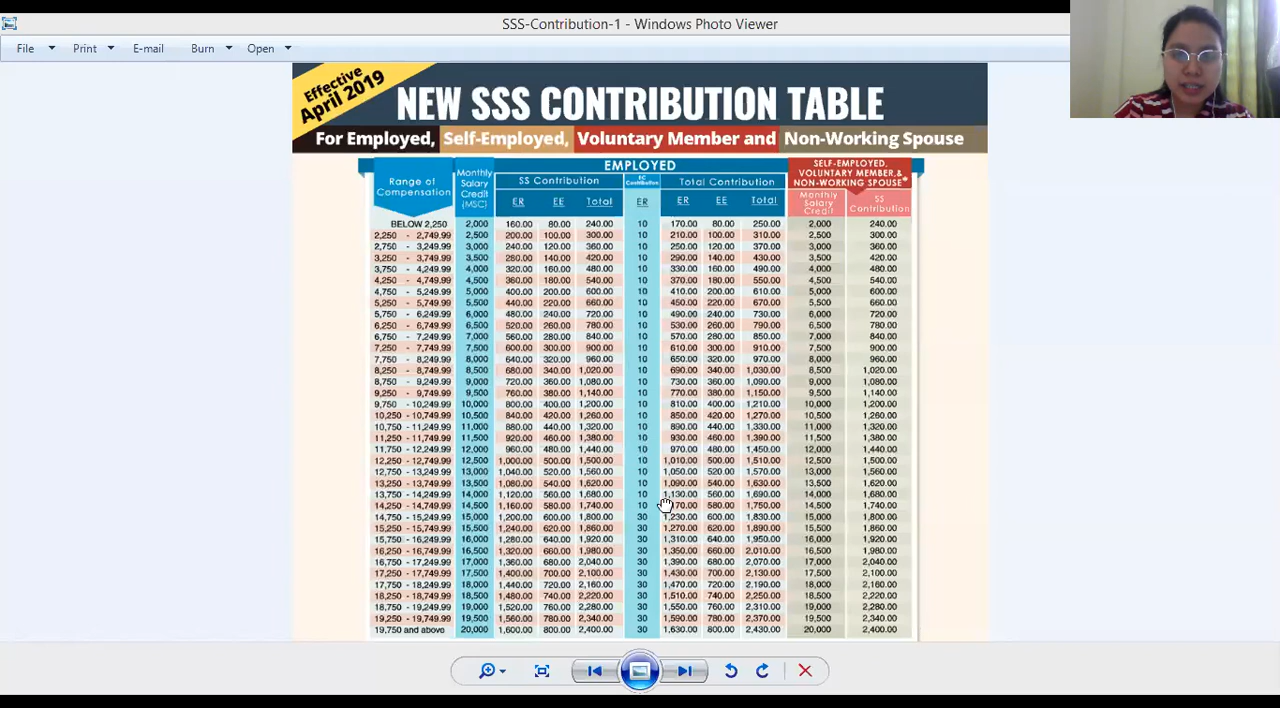 SSS-Contribution-1 - Windows Photo Viewer
File Print E-mail Burn Open
Effective
April 2019
NEW SSS CONTRIBUTION TABLE
For Employed, Self-Employed, Voluntary Member and Non-Working Spouse
EMPLOYED
SELF-EMPLOYED,
VOLUNTARY MEMBER,&
NON-WORKING SPOUSE*
Range of
Compensation
Monthly
Salary
Credit
(MSC)
SS Contribution
EC
Contribution
Total Contribution
Monthly
Salary
Credit
SS
Contribution
ER EE Total ER ER EE Total
BELOW 2,250 2,000 160.00 80.00 240.00 10 170.00 80.00 250.00 2,000 240.00
2,250 - 2,749.99 2,500 200.00 100.00 300.00 10 210.00 100.00 310.00 2,500 300.00
2,750 - 3,249.99 3,000 240.00 120.00 360.00 10 250.00 120.00 370.00 3,000 360.00
3,250 - 3,749.99 3,500 280.00 140.00 420.00 10 290.00 140.00 430.00 3,500 420.00
3,750 - 4,249.99 4,000 320.00 160.00 480.00 10 330.00 160.00 490.00 4,000 480.00
4,250 - 4,749.99 4,500 360.00 180.00 540.00 10 370.00 180.00 550.00 4,500 540.00
4,750 - 5,249.99 5,000 400.00 200.00 600.00 10 410.00 200.00 610.00 5,000 600.00
5,250 - 5,749.99 5,500 440.00 220.00 660.00 10 450.00 220.00 670.00 5,500 660.00
5,750 - 6,249.99 6,000 480.00 240.00 720.00 10 490.00 240.00 730.00 6,000 720.00
6,250 - 6,749.99 6,500 520.00 260.00 780.00 10 530.00 260.00 790.00 6,500 780.00
6,750 - 7,249.99 7,000 560.00 280.00 840.00 10 570.00 280.00 850.00 7,000 840.00
7,250 - 7,749.99 7,500 600.00 300.00 900.00 10 610.00 300.00 910.00 7,500 900.00
7,750 - 8,249.99 8,000 640.00 320.00 960.00 10 650.00 320.00 970.00 8,000 960.00
8,250 - 8,749.99 8,500 680.00 340.00 1,020.00 10 690.00 340.00 1,030.00 8,500 1,020.00
8,750 - 9,249.99 9,000 720.00 360.00 1,080.00 10 730.00 360.00 1,090.00 9,000 1,080.00
9,250 - 9,749.99 9,500 760.00 380.00 1,140.00 10 770.00 380.00 1,150.00 9,500 1,140.00
9,750 - 10,249.99 10,000 800.00 400.00 1,200.00 10 810.00 400.00 1,210.00 10,000 1,200.00
10,250 - 10,749.99 10,500 840.00 420.00 1,260.00 10 850.00 420.00 1,270.00 10,500 1,260.00
10,750 - 11,249.99 11,000 880.00 440.00 1,320.00 10 890.00 440.00 1,330.00 11,000 1,320.00
11,250 - 11,749.99 11,500 920.00 460.00 1,380.00 10 930.00 460.00 1,390.00 11,500 1,380.00
11,750 - 12,249.99 12,000 960.00 480.00 1,440.00 10 970.00 480.00 1,450.00 12,000 1,440.00
12,250 - 12,749.99 12,500 1,000.00 500.00 1,500.00 10 1,010.00 500.00 1,510.00 12,500 1,500.00
12,750 - 13,249.99 13,000 1,040.00 520.00 1,560.00 10 1,050.00 520.00 1,570.00 13,000 1,560.00
13,250 - 13,749.99 13,500 1,080.00 540.00 1,620.00 10 1,090.00 540.00 1,630.00 13,500 1,620.00
13,750 - 14,249.99 14,000 1,120.00 560.00 1,680.00 10 1,130.00 560.00 1,690.00 14,000 1,680.00
14,250 - 14,749.99 14,500 1,160.00 580.00 1,740.00 10 580.00 1,750.00 14,500 1,740.00
14,750 - 15,249.99 15,000 1,200.00 600.00 1,800.00 30 1,230.00 600.00 1,830.00 15,000 1,800.00
15,250 - 15,749.99 15,500 1,240.00 620.00 1,860.00 30 1,270.00 620.00 1,890.00 15,500 1,860.00
15,750 - 16,249.99 16,000 1,280.00 640.00 1,920.00 30 1,310.00 640.00 1,950.00 16,000 1,920.00
16,250 - 16,749.99 16,500 1,320.00 660.00 1,980.00 30 1,350.00 660.00 2,010.00 16,500 1,980.00
16,750 - 17,249.99 17,000 1,360.00 680.00 2,040.00 30 1,390.00 680.00 2,070.00 17,000 2,040.00
17,250 - 17,749.99 17,500 1,400.00 700.00 2,100.00 30 1,430.00 700.00 2,130.00 17,500 2,100.00
17,750 - 18,249.99 18,000 1,440.00 720.00 2,160.00 30 1,470.00 720.00 2,190.00 18,000 2,160.00
18,250 - 18,749.99 18,500 1,480.00 740.00 2,220.00 30 1,510.00 740.00 2,250.00 18,500 2,220.00
18,750 - 19,249.99 19,000 1,520.00 760.00 2,280.00 30 1,550.00 760.00 2,310.00 19,000 2,280.00
19,250 - 19,749.99 19,500 1,560.00 780.00 2,340.00 30 1,590.00 780.00 2,370.00 19,500 2,340.00
19,750 and above 20,000 1,600.00 800.00 2,400.00 30 1,630.00 800.00 2,430.00 20,000 2,400.00